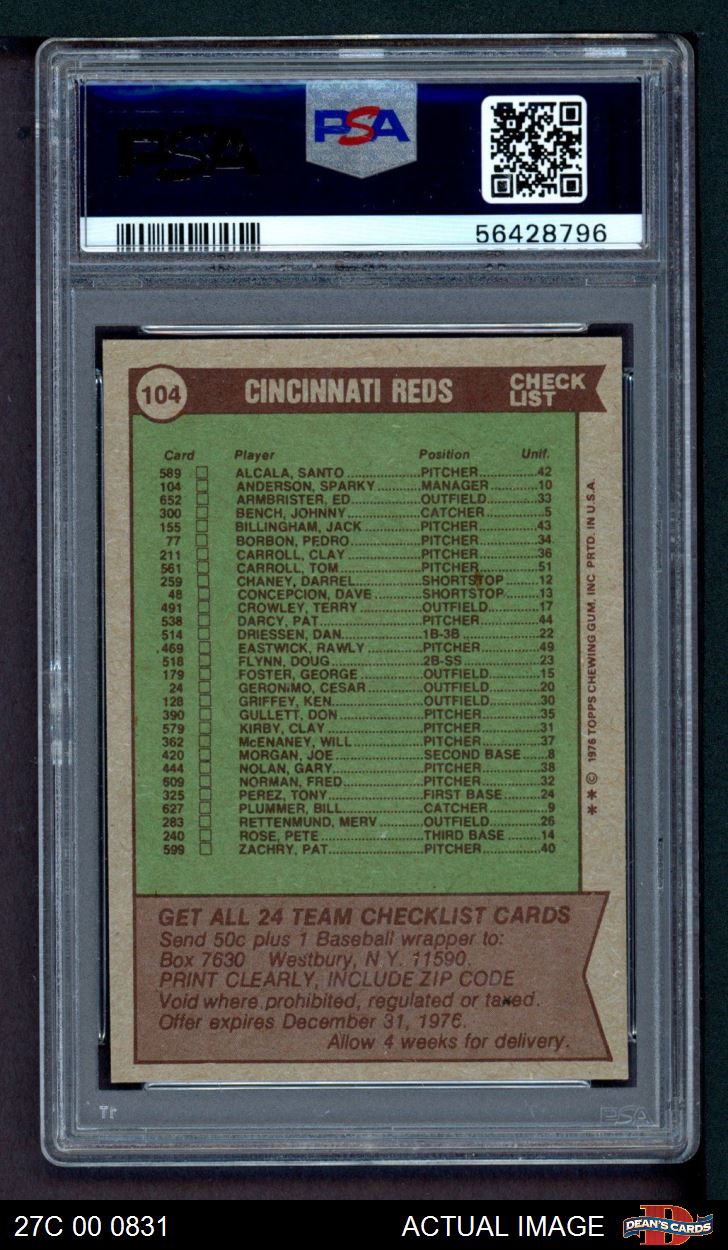 PSA
PSA
56428796
104 CINCINNATI REDS CHECK LIST
Card Player Position Unif.
589 ALCALA, SANTO PITCHER 42
104 ANDERSON, SPARKY MANAGER 10
652 ARMBRISTER, ED OUTFIELD 33
300 BENCH, JOHNNY CATCHER 5
155 BILLINGHAM, JACK PITCHER 43
77 BORBON, PEDRO PITCHER 34
211 CARROLL, CLAY PITCHER 36
561 CARROLL, TOM PITCHER 51
259 CHANEY, DARREL SHORTSTOP 12
48 CONCEPCION, DAVE SHORTSTOP 13
491 CROWLEY, TERRY OUTFIELD 17
538 DARCY, PAT PITCHER 44
514 DRIESSEN, DAN 1B-3B 22
469 EASTWICK, RAWLY PITCHER 49
518 FLYNN, DOUG 2B-SS 23
179 FOSTER, GEORGE OUTFIELD 15
24 GERONIMO, CESAR OUTFIELD 20
128 GRIFFEY, KEN OUTFIELD 30
390 GULLETT, DON PITCHER 35
579 KIRBY, CLAY PITCHER 31
362 McENANEY, WILL PITCHER 37
420 MORGAN, JOE SECOND BASE 8
444 NOLAN, GARY PITCHER 38
609 NORMAN, FRED PITCHER 32
325 PEREZ, TONY FIRST BASE 24
627 PLUMMER, BILL CATCHER 9
283 RETTENMUND, MERV OUTFIELD 26
240 ROSE, PETE THIRD BASE 14
599 ZACHRY, PAT PITCHER 40
** © 1976 TOPPS CHEWING GUM, INC. PRTD. IN U.S.A.
GET ALL 24 TEAM CHECKLIST CARDS
Send 50c plus 1 Baseball wrapper to:
Box 7630 Westbury, N.Y. 11590.
PRINT CLEARLY, INCLUDE ZIP CODE
Void where prohibited, regulated or taxed.
Offer expires December 31, 1976.
Allow 4 weeks for delivery.
PSA
27C 00 0831 ACTUAL IMAGE DEAN'S CARDS